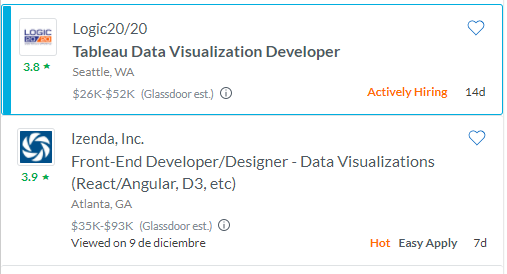 LOGIC
20/20
Logic20/20
Tableau Data Visualization Developer
3.8 ★
Seattle, WA
$26K-$52K (Glassdoor est.)
Actively Hiring 14d
Izenda, Inc.
Front-End Developer/Designer - Data Visualizations
(React/Angular, D3, etc)
3.9 ★
Atlanta, GA
$35K-$93K (Glassdoor est.)
Viewed on 9 de diciembre
Hot Easy Apply 7d